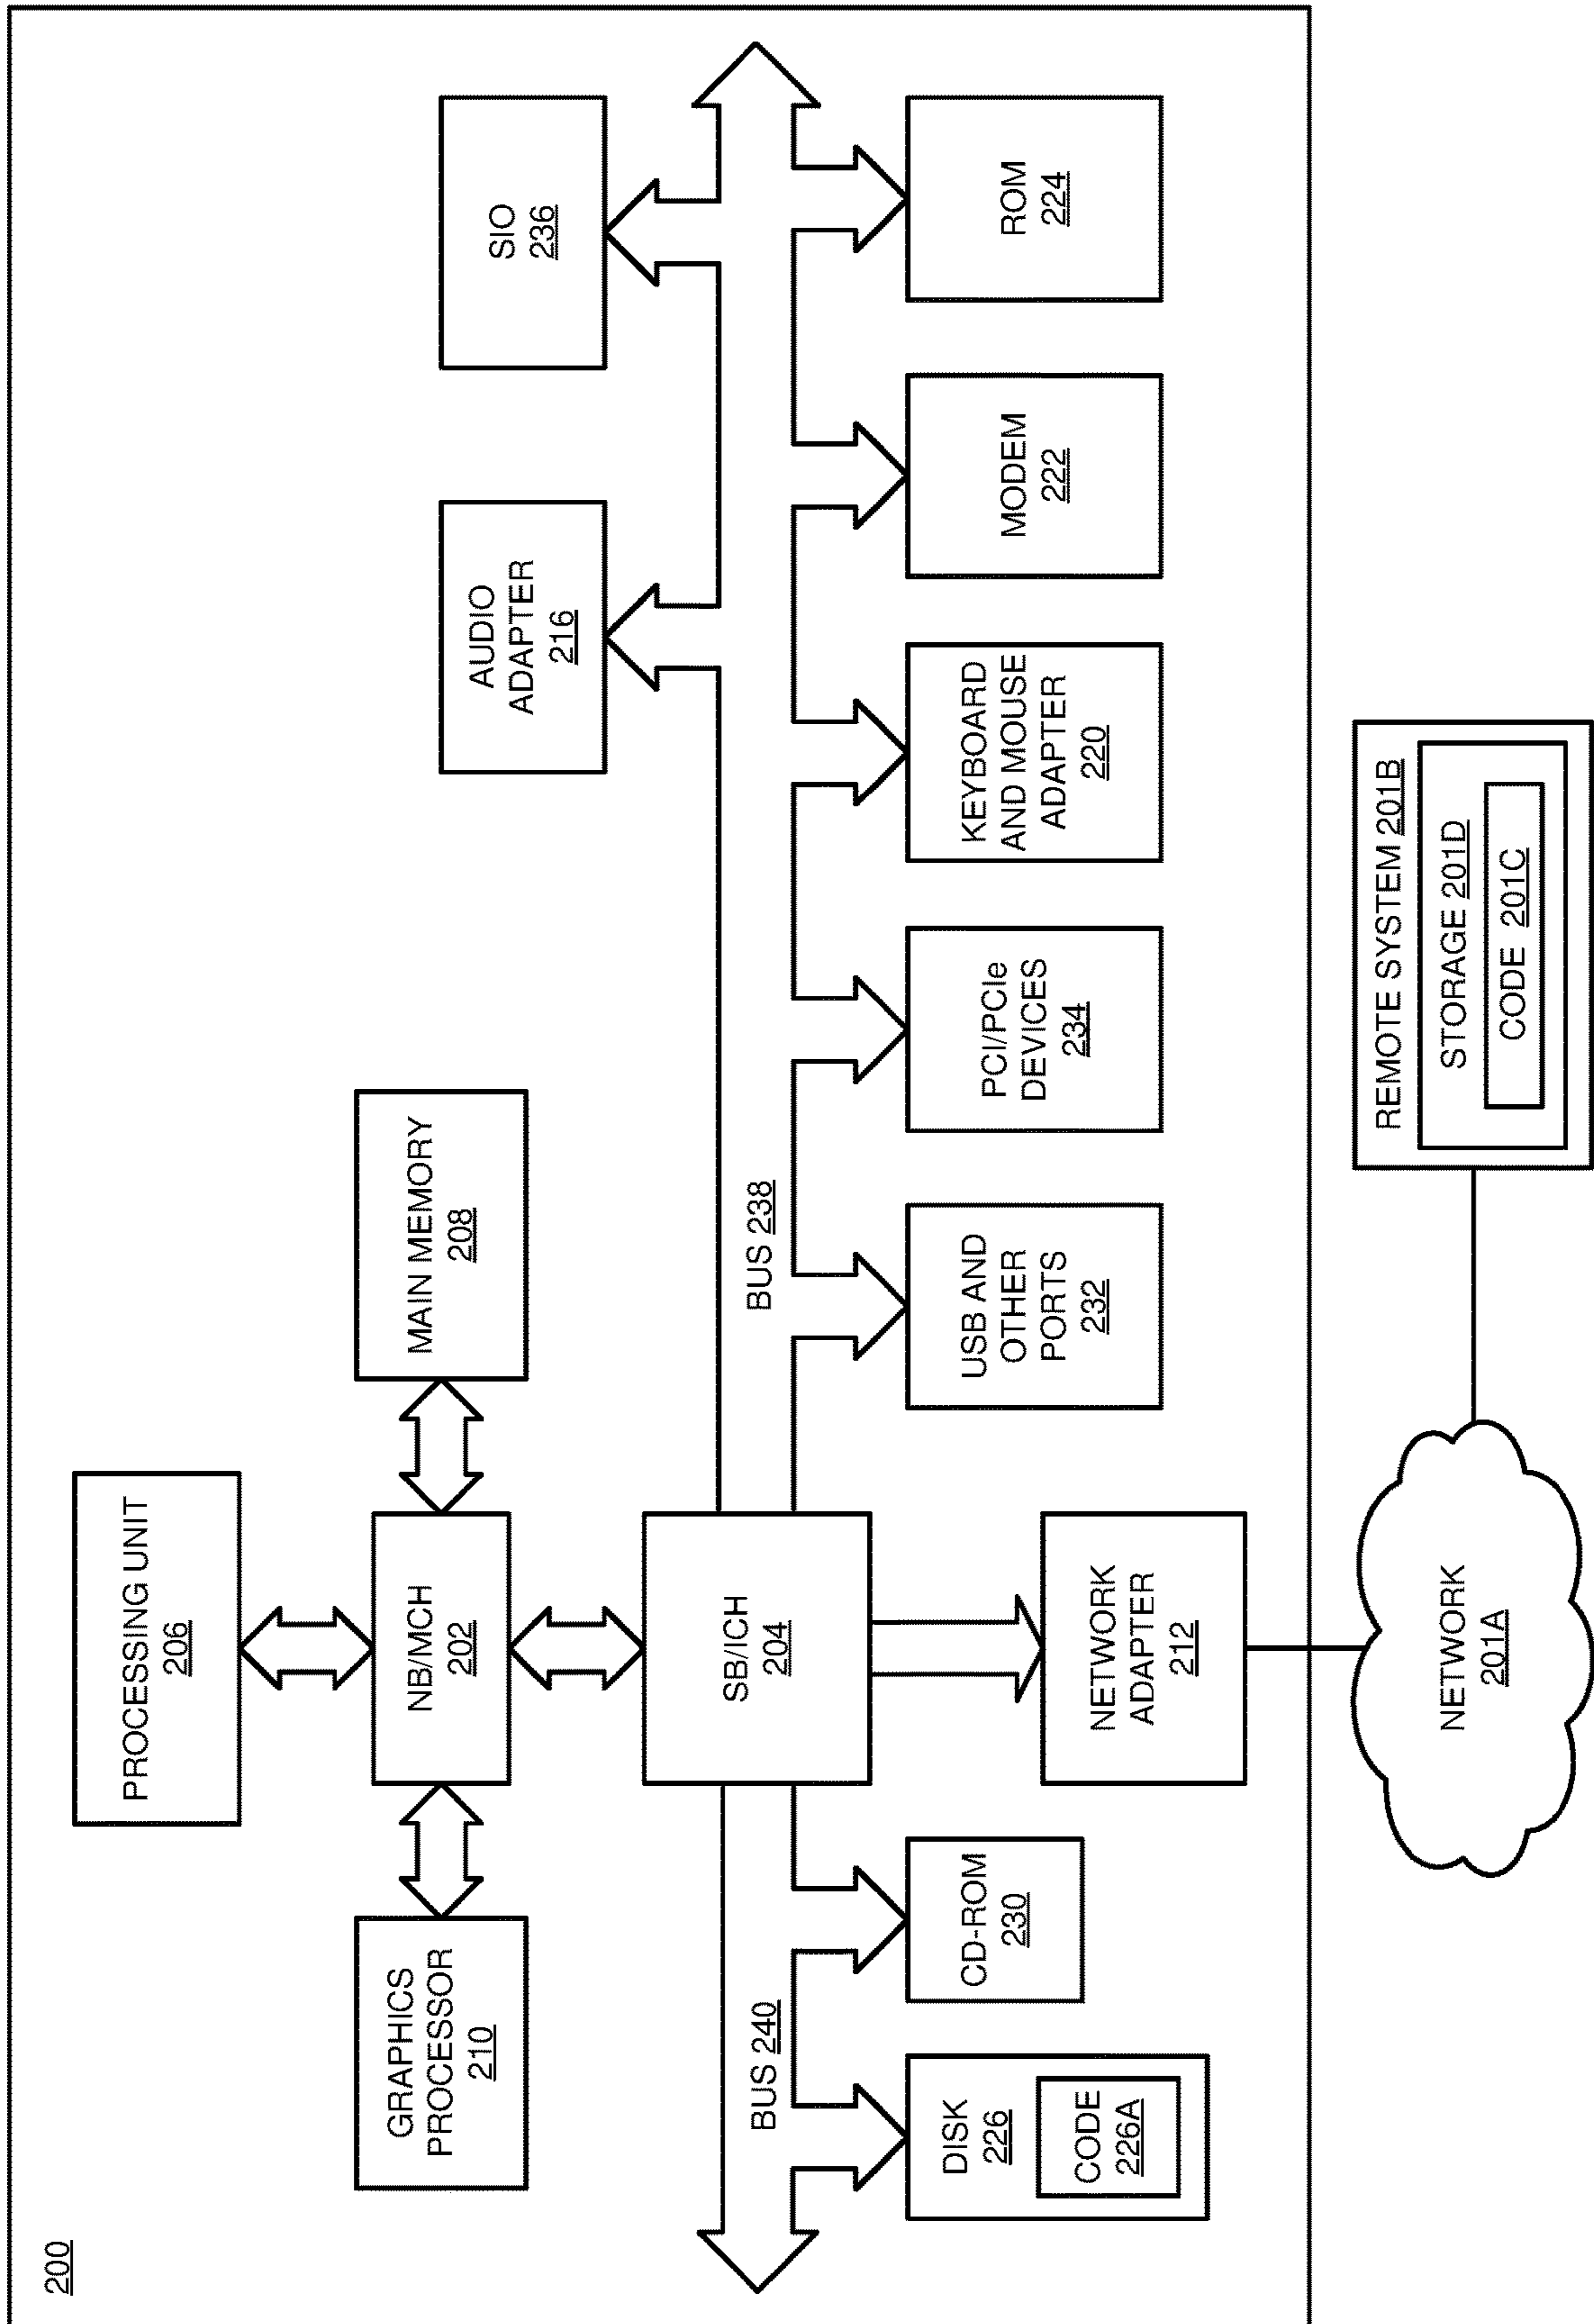 200
PROCESSING UNIT
206
GRAPHICS
PROCESSOR
210
NB/MCH
202
MAIN MEMORY
208
AUDIO
ADAPTER
216
SIO
236
SB/ICH
204
BUS 240
BUS 238
DISK
226
CODE
226A
CD-ROM
230
NETWORK
ADAPTER
212
USB AND
OTHER
PORTS
232
PCI/PCIe
DEVICES
234
KEYBOARD
AND MOUSE
ADAPTER
220
MODEM
222
ROM
224
NETWORK
201A
REMOTE SYSTEM 201B
STORAGE 201D
CODE 201C